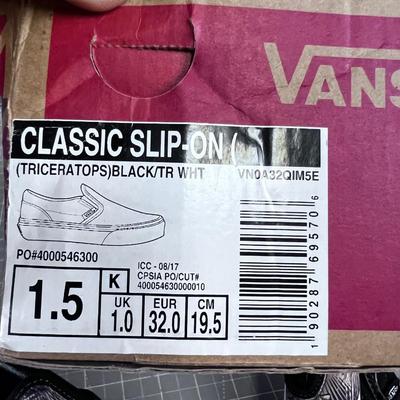 VANS
CLASSIC SLIP-ON (
(TRICERATOPS)BLACK/TR WHT VN0A32QIM5E
PO#4000546300
ICC - 08/17
CPSIA PO/CUT#
400054630000010
1.5 K
UK 1.0
EUR 32.0
CM 19.5
1 90287 69570 6